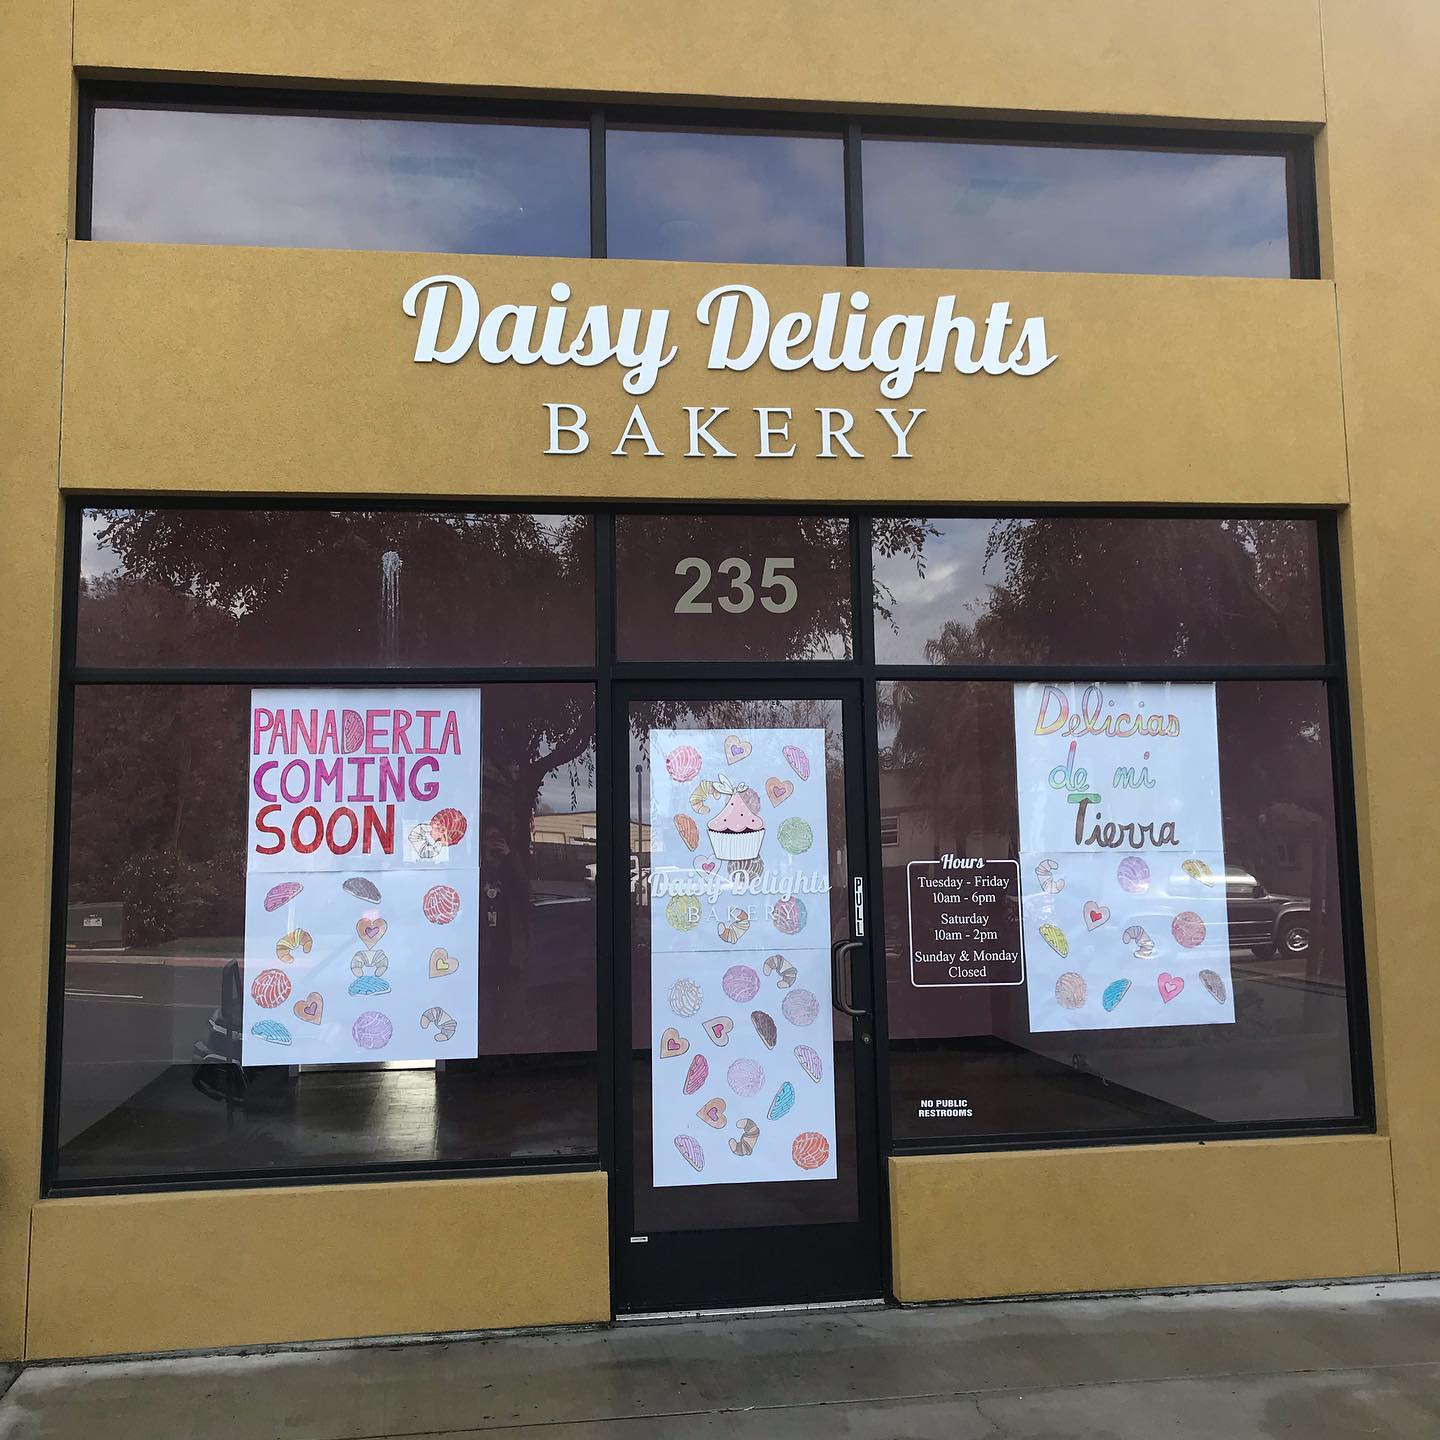 Daisy Delights
BAKERY
235
PANADERIA
COMING
SOON
Daisy Delights
BAKERY
PULL
Delicias
de mi
Tierra
Hours
Tuesday - Friday
10am - 6pm
Saturday
10am - 2pm
Sunday & Monday
Closed
NO PUBLIC
RESTROOMS